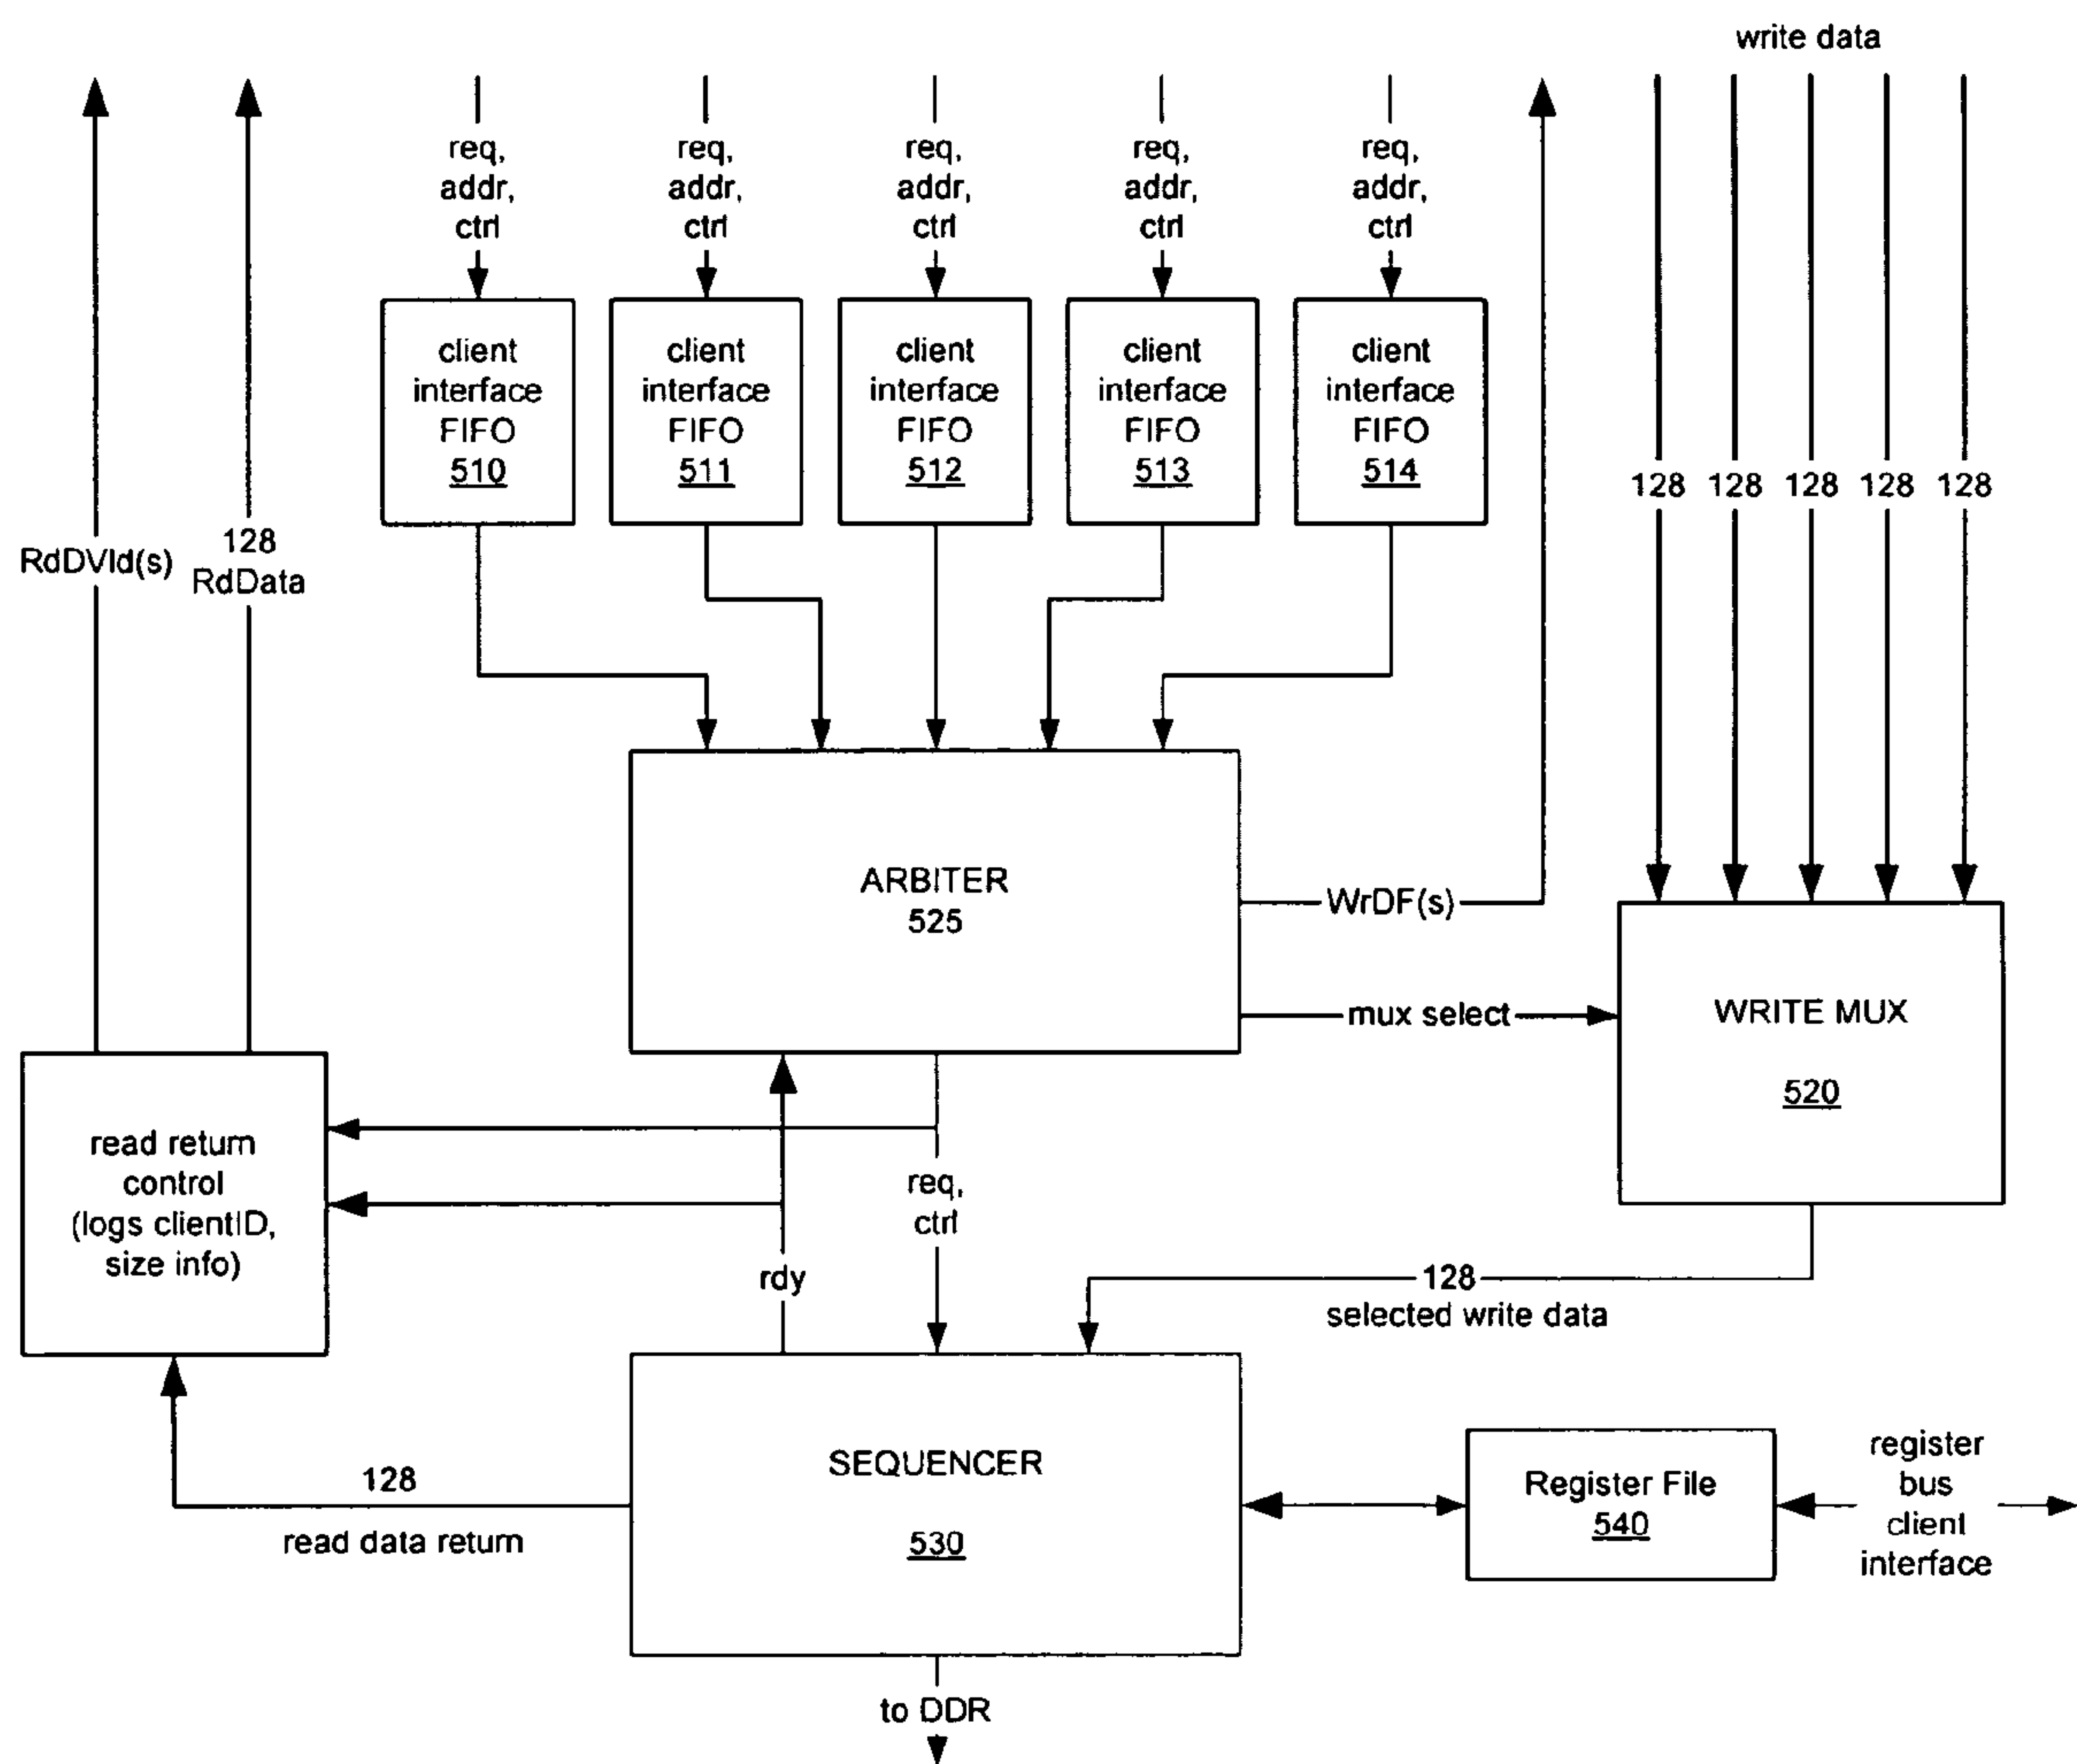 write data
req,
addr,
ctrl
req,
addr,
ctrl
req,
addr,
ctrl
req,
addr,
ctrl
req,
addr,
ctrl
client
interface
FIFO
510
client
interface
FIFO
511
client
interface
FIFO
512
client
interface
FIFO
513
client
interface
FIFO
514
128 128 128 128 128
RdDVld(s)
128
RdData
ARBITER
525
WrDF(s)
mux select
WRITE MUX
520
read return
control
(logs clientID,
size info)
req,
ctrl
rdy
128
selected write data
SEQUENCER
530
128
read data return
Register File
540
register
bus
client
interface
to DDR